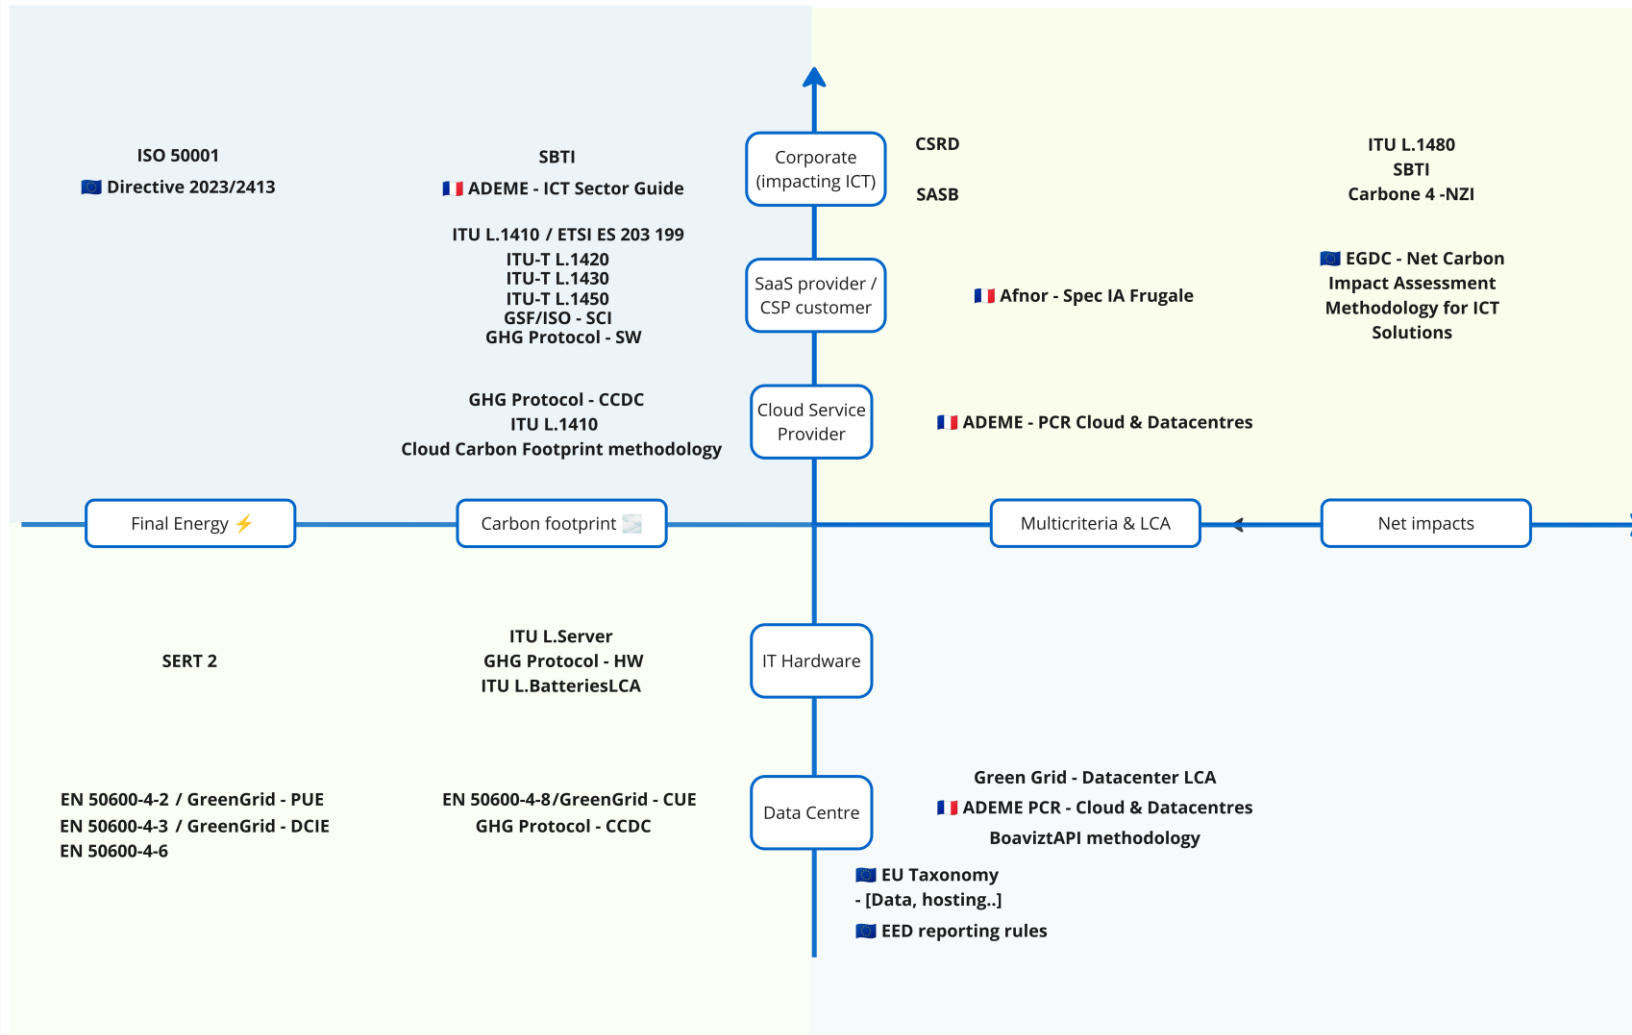 ISO 50001
🇪🇺 Directive 2023/2413
SBTI
🇫🇷 ADEME - ICT Sector Guide
Corporate
(impacting ICT)
CSRD
SASB
ITU L.1480
SBTI
Carbone 4 -NZI
ITU L.1410 / ETSI ES 203 199
ITU-T L.1420
ITU-T L.1430
ITU-T L.1450
GSF/ISO - SCI
GHG Protocol - SW
SaaS provider /
CSP customer
🇫🇷 Afnor - Spec IA Frugale
🇪🇺 EGDC - Net Carbon
Impact Assessment
Methodology for ICT
Solutions
GHG Protocol - CCDC
ITU L.1410
Cloud Carbon Footprint methodology
Cloud Service
Provider
🇫🇷 ADEME - PCR Cloud & Datacentres
Final Energy ⚡
Carbon footprint 🌫️
Multicriteria & LCA
Net impacts
SERT 2
ITU L.Server
GHG Protocol - HW
ITU L.BatteriesLCA
IT Hardware
EN 50600-4-2 / GreenGrid - PUE
EN 50600-4-3 / GreenGrid - DCIE
EN 50600-4-6
EN 50600-4-8/GreenGrid - CUE
GHG Protocol - CCDC
Data Centre
Green Grid - Datacenter LCA
🇫🇷 ADEME PCR - Cloud & Datacentres
BoaviztAPI methodology
🇪🇺 EU Taxonomy
- [Data, hosting..]
🇪🇺 EED reporting rules